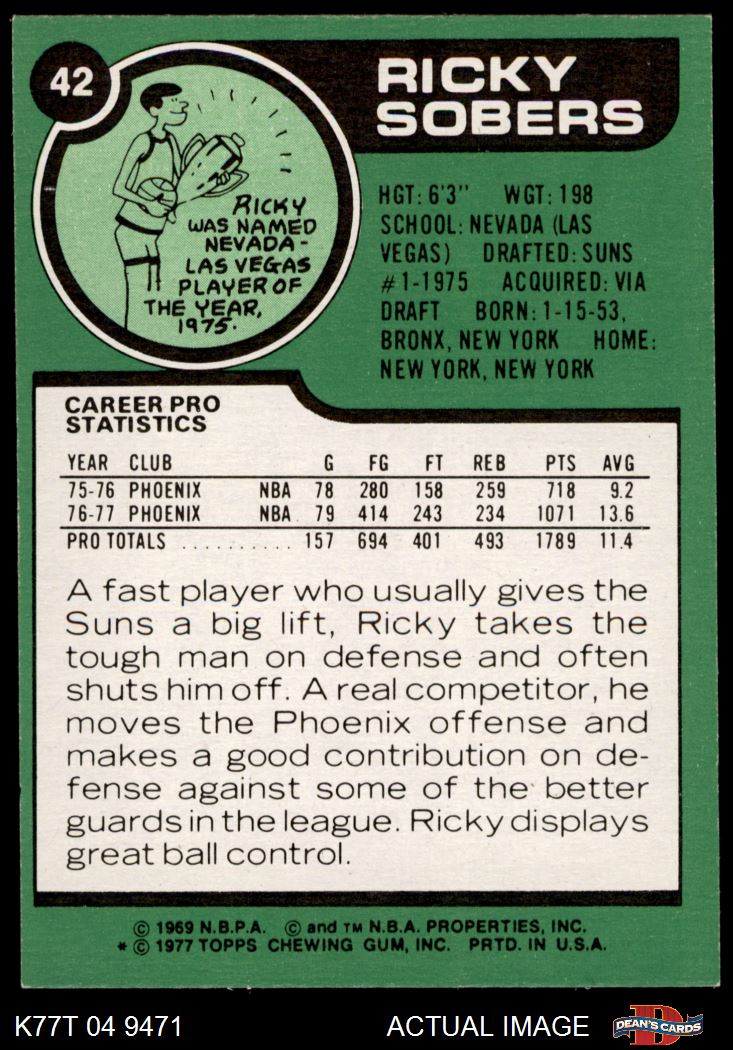 42
RICKY
SOBERS
RICKY
WAS NAMED
NEVADA-
LAS VEGAS
PLAYER OF
THE YEAR,
1975.
HGT: 6'3" WGT: 198
SCHOOL: NEVADA (LAS
VEGAS) DRAFTED: SUNS
#1-1975 ACQUIRED: VIA
DRAFT BORN: 1-15-53,
BRONX, NEW YORK HOME:
NEW YORK, NEW YORK
CAREER PRO
STATISTICS
YEAR CLUB G FG FT REB PTS AVG
75-76 PHOENIX NBA 78 280 158 259 718 9.2
76-77 PHOENIX NBA 79 414 243 234 1071 13.6
PRO TOTALS .......... 157 694 401 493 1789 11.4
A fast player who usually gives the
Suns a big lift, Ricky takes the
tough man on defense and often
shuts him off. A real competitor, he
moves the Phoenix offense and
makes a good contribution on de-
fense against some of the better
guards in the league. Ricky displays
great ball control.
© 1969 N.B.P.A. © and TM N.B.A. PROPERTIES, INC.
* © 1977 TOPPS CHEWING GUM, INC. PRTD. IN U.S.A.
K77T 04 9471 ACTUAL IMAGE DEAN'S CARDS